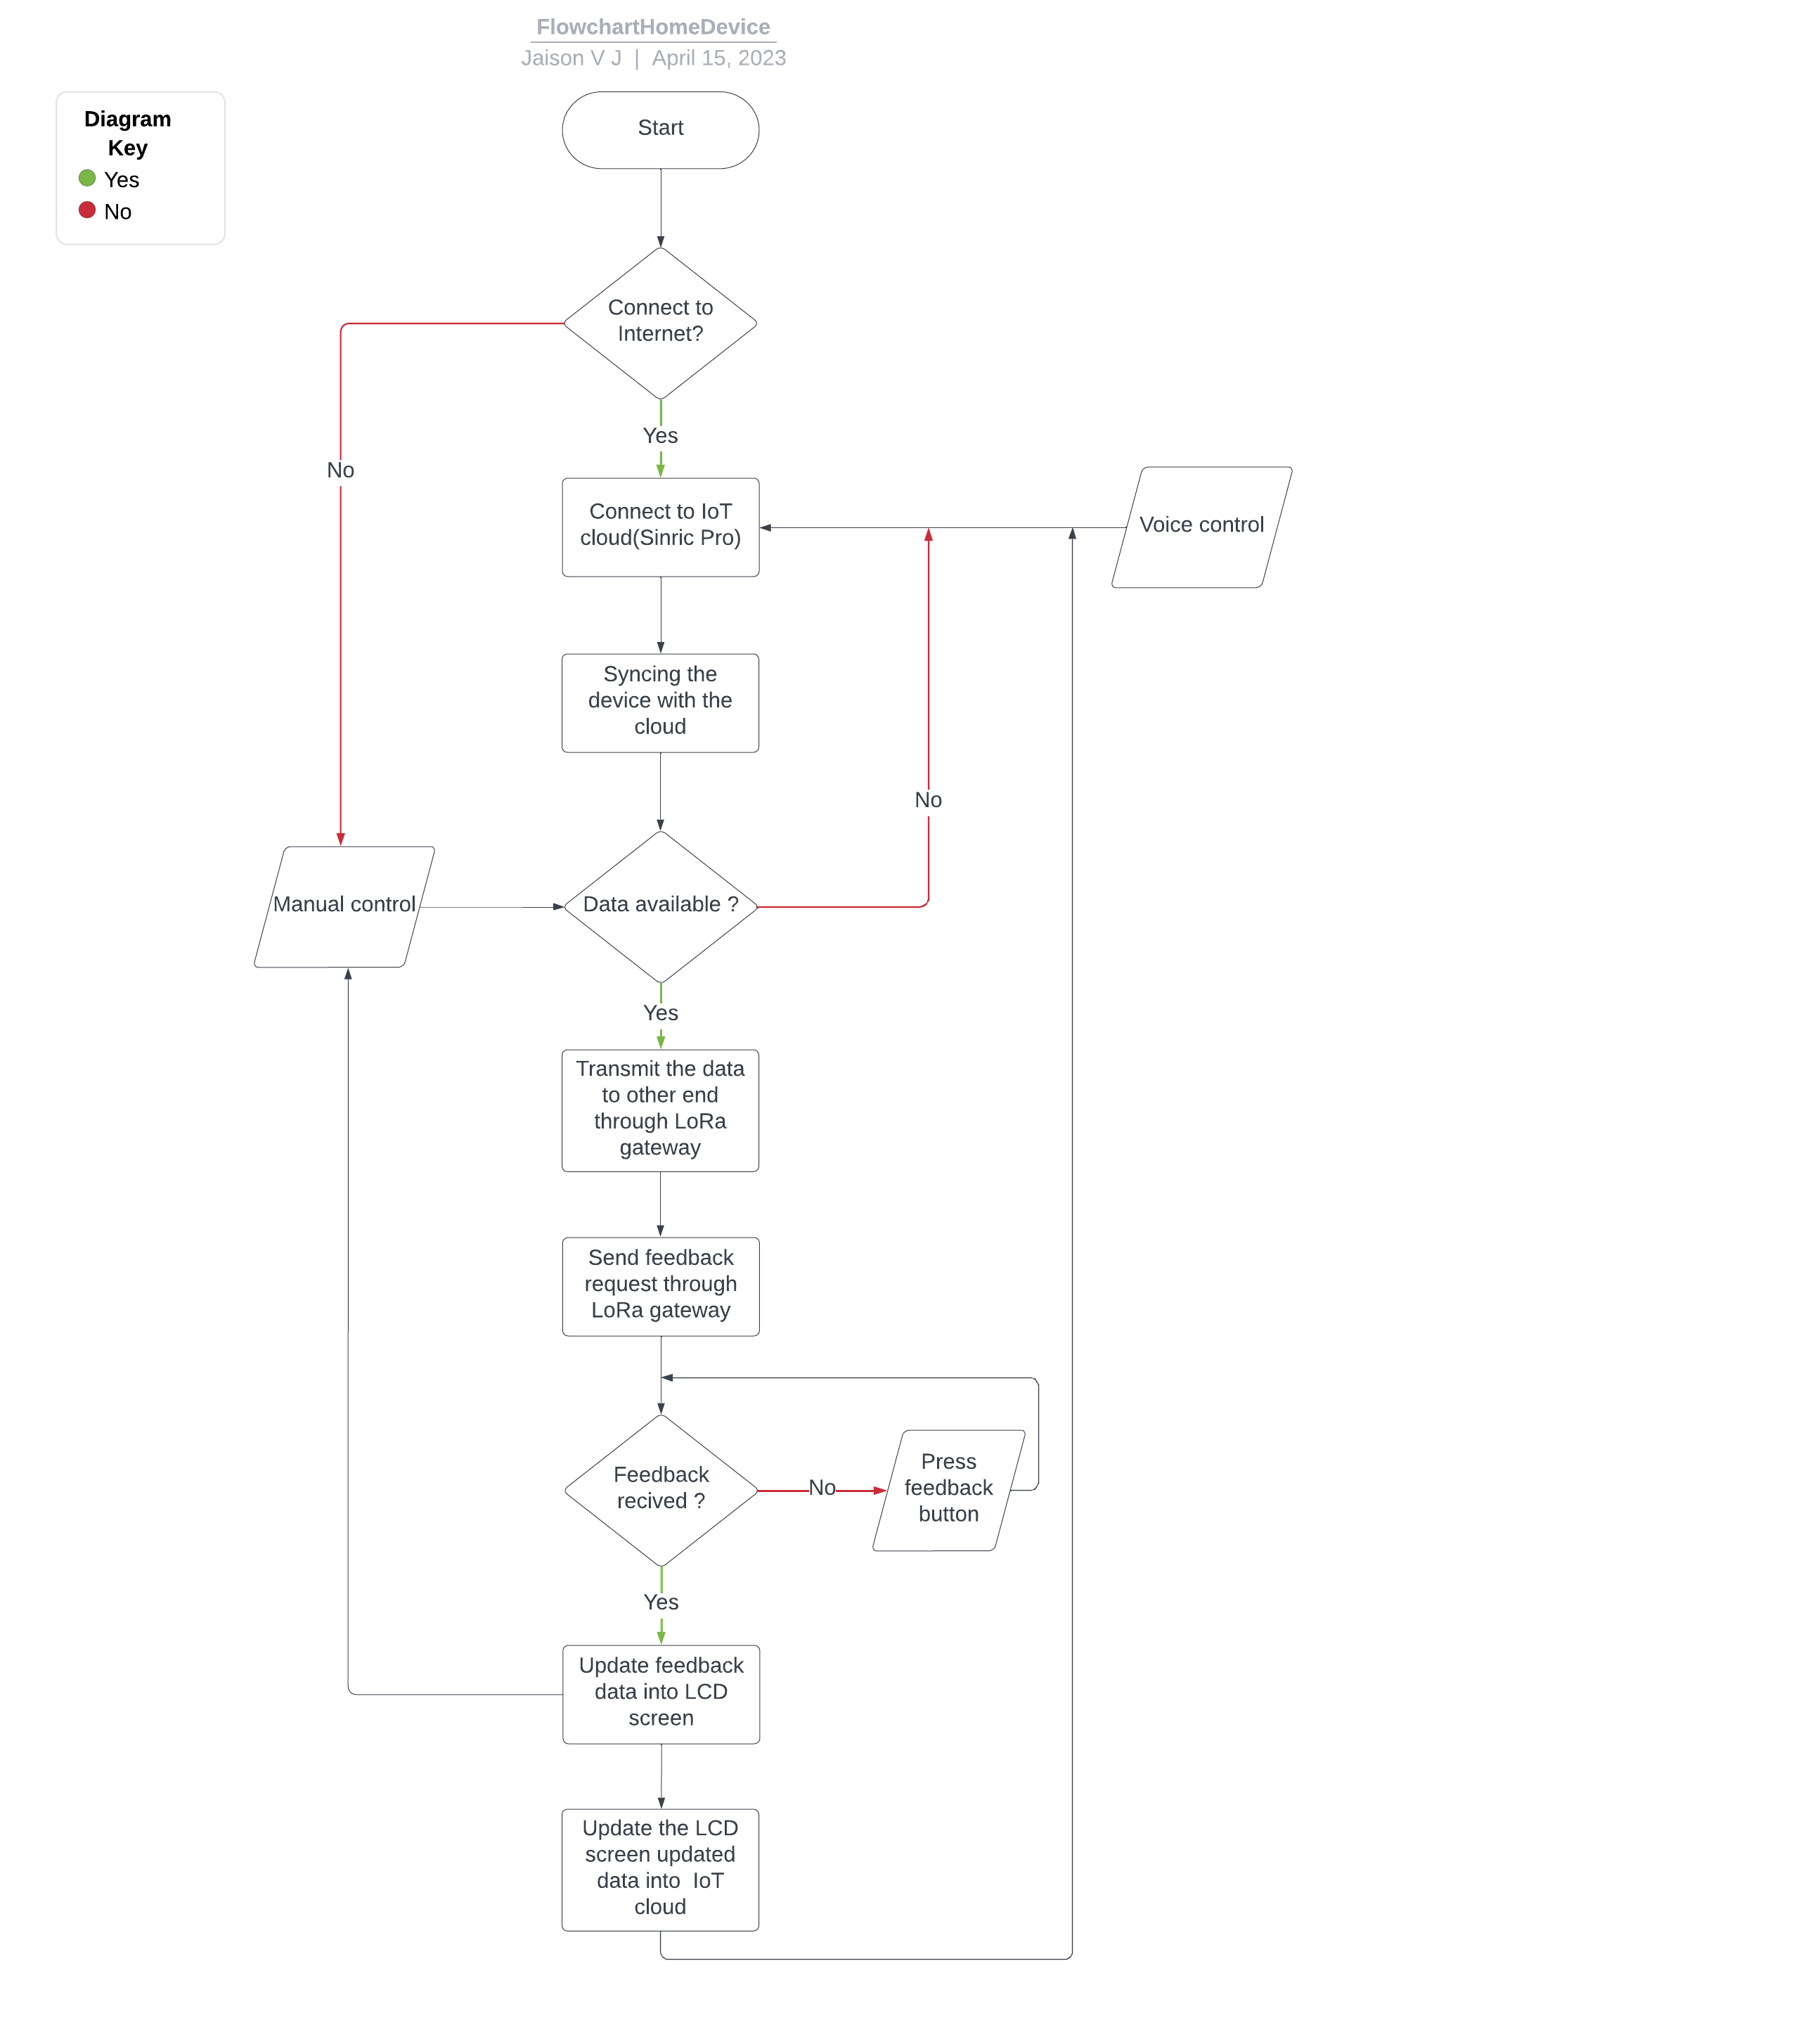 FlowchartHomeDevice
Jaison V J | April 15, 2023
Diagram
Key
Yes
No
Start
Connect to
Internet?
Yes
No
Connect to IoT
cloud(Sinric Pro)
Voice control
Syncing the
device with the
cloud
No
Manual control
Data available ?
Yes
Transmit the data
to other end
through LoRa
gateway
Send feedback
request through
LoRa gateway
Feedback
recived ?
No
Press
feedback
button
Yes
Update feedback
data into LCD
screen
Update the LCD
screen updated
data into  IoT
cloud